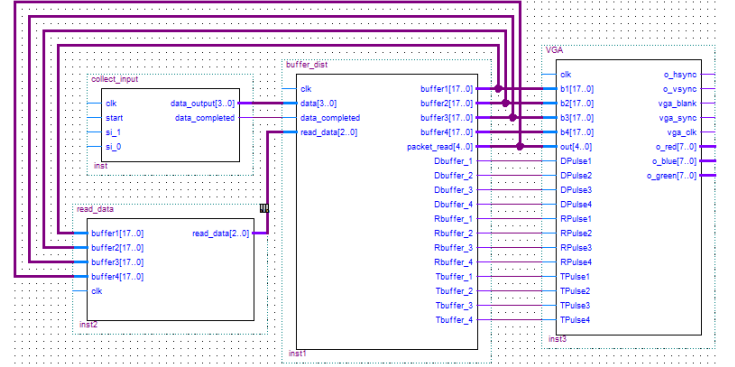 collect_input
clk
start
si_1
si_0
data_output[3..0]
data_completed
inst
read_data
buffer1[17..0]
buffer2[17..0]
buffer3[17..0]
buffer4[17..0]
clk
read_data[2..0]
inst2
buffer_dist
clk
data[3..0]
data_completed
read_data[2..0]
buffer1[17..0]
buffer2[17..0]
buffer3[17..0]
buffer4[17..0]
packet_read[4..0]
Dbuffer_1
Dbuffer_2
Dbuffer_3
Dbuffer_4
Rbuffer_1
Rbuffer_2
Rbuffer_3
Rbuffer_4
Tbuffer_1
Tbuffer_2
Tbuffer_3
Tbuffer_4
inst1
VGA
clk
b1[17..0]
b2[17..0]
b3[17..0]
b4[17..0]
out[4..0]
DPulse1
DPulse2
DPulse3
DPulse4
RPulse1
RPulse2
RPulse3
RPulse4
TPulse1
TPulse2
TPulse3
TPulse4
o_hsync
o_vsync
vga_blank
vga_sync
vga_clk
o_red[7..0]
o_blue[7..0]
o_green[7..0]
inst3